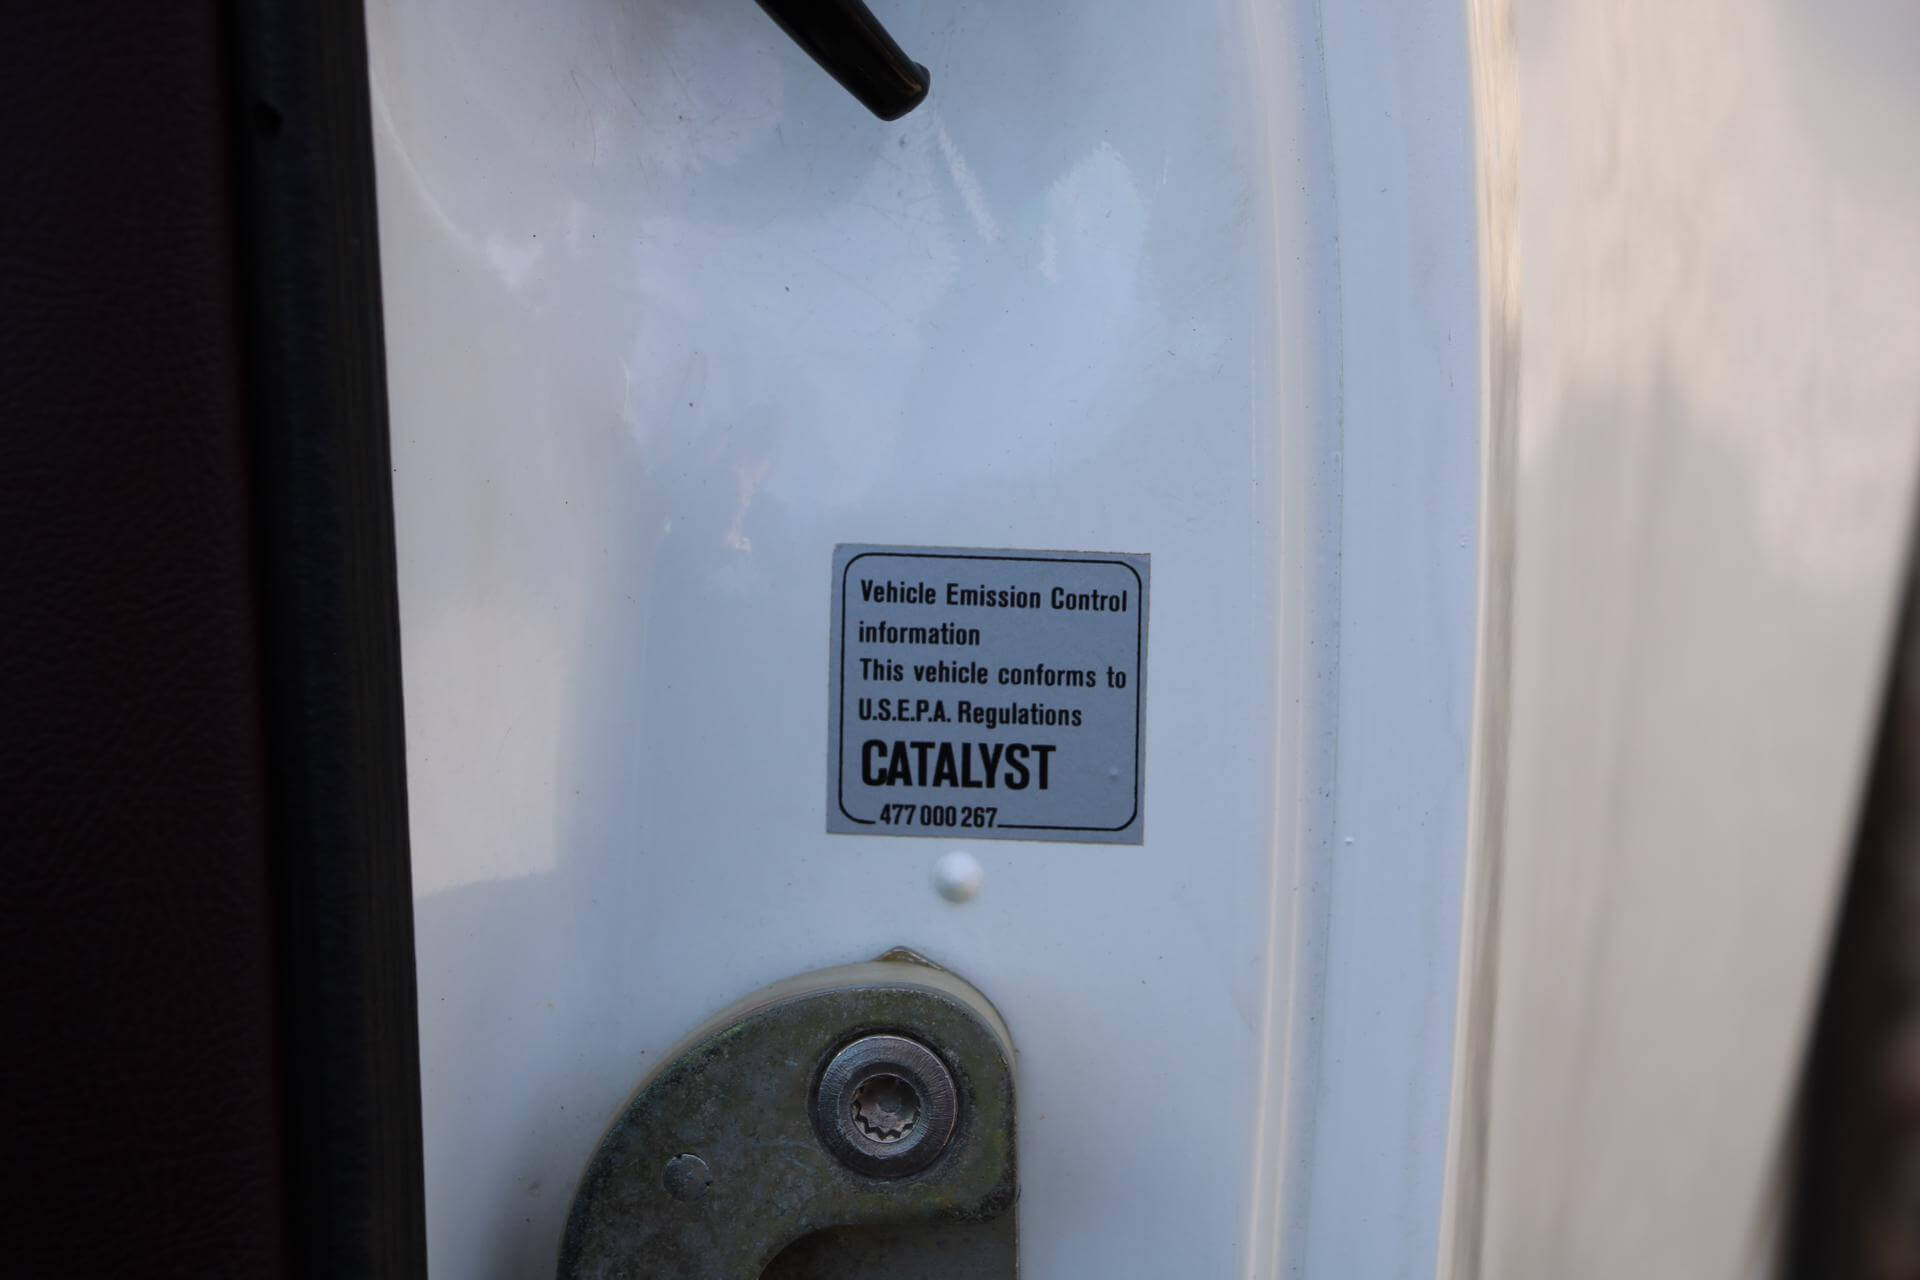 Vehicle Emission Control
information
This vehicle conforms to
U.S.E.P.A. Regulations
CATALYST
477 000 267